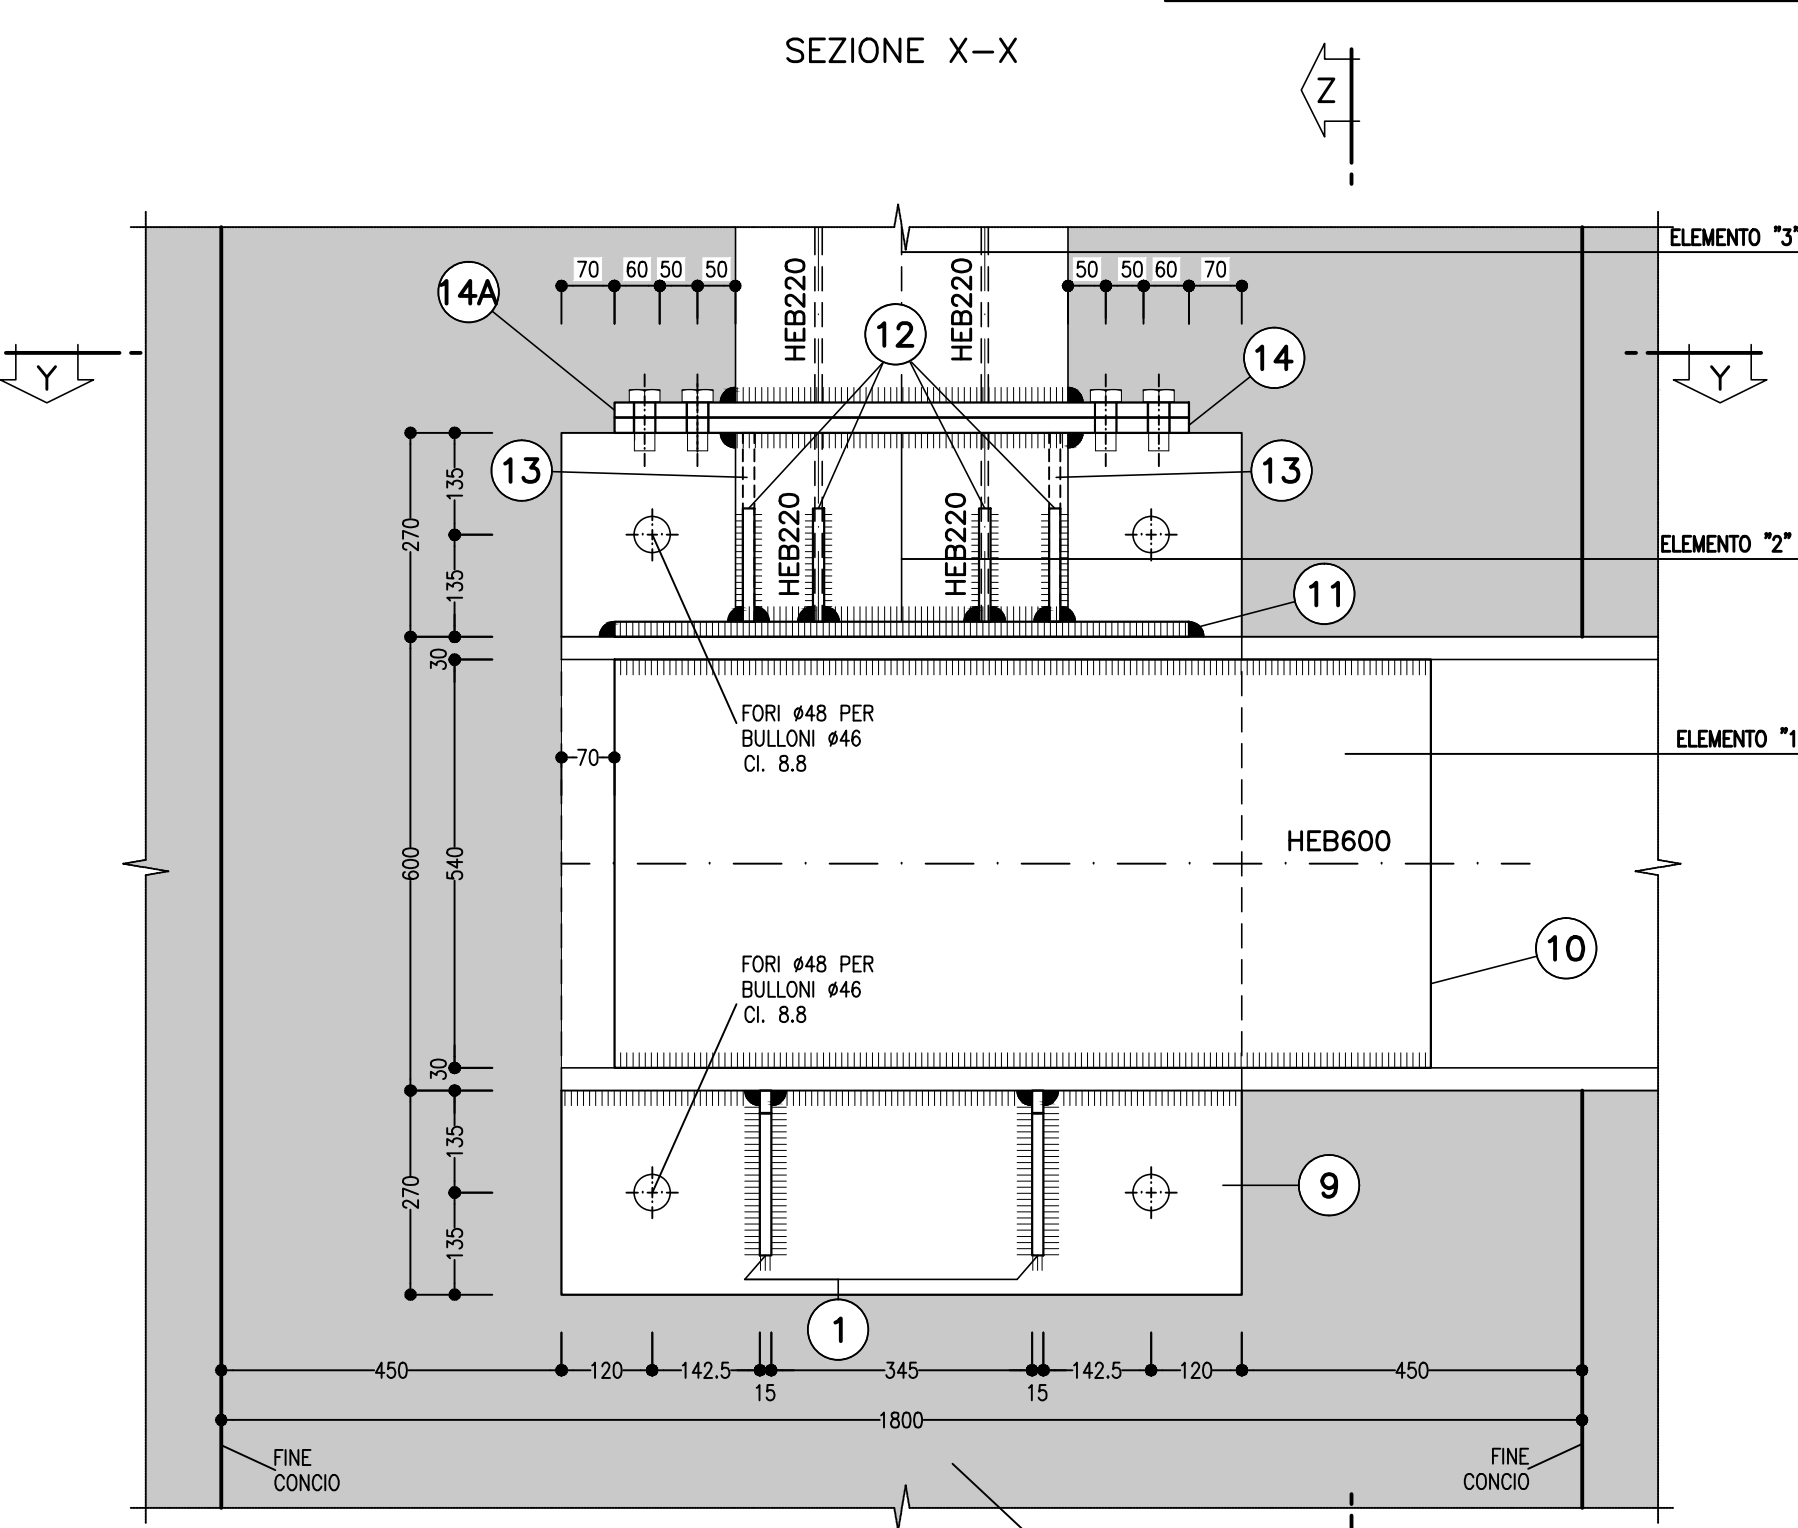 SEZIONE X-X
Z
ELEMENTO "3"
70 60 50 50
50 50 60 70
14A
HEB220
HEB220
12
14
Y
Y
13
13
135
270
135
HEB220
HEB220
ELEMENTO "2"
11
30
FORI ø48 PER
BULLONI ø46
Cl. 8.8
70
ELEMENTO "1
HEB600
600
540
10
FORI ø48 PER
BULLONI ø46
Cl. 8.8
30
135
270
135
9
1
450 120 142.5 345 142.5 120 450
15 15
1800
FINE
CONCIO
FINE
CONCIO